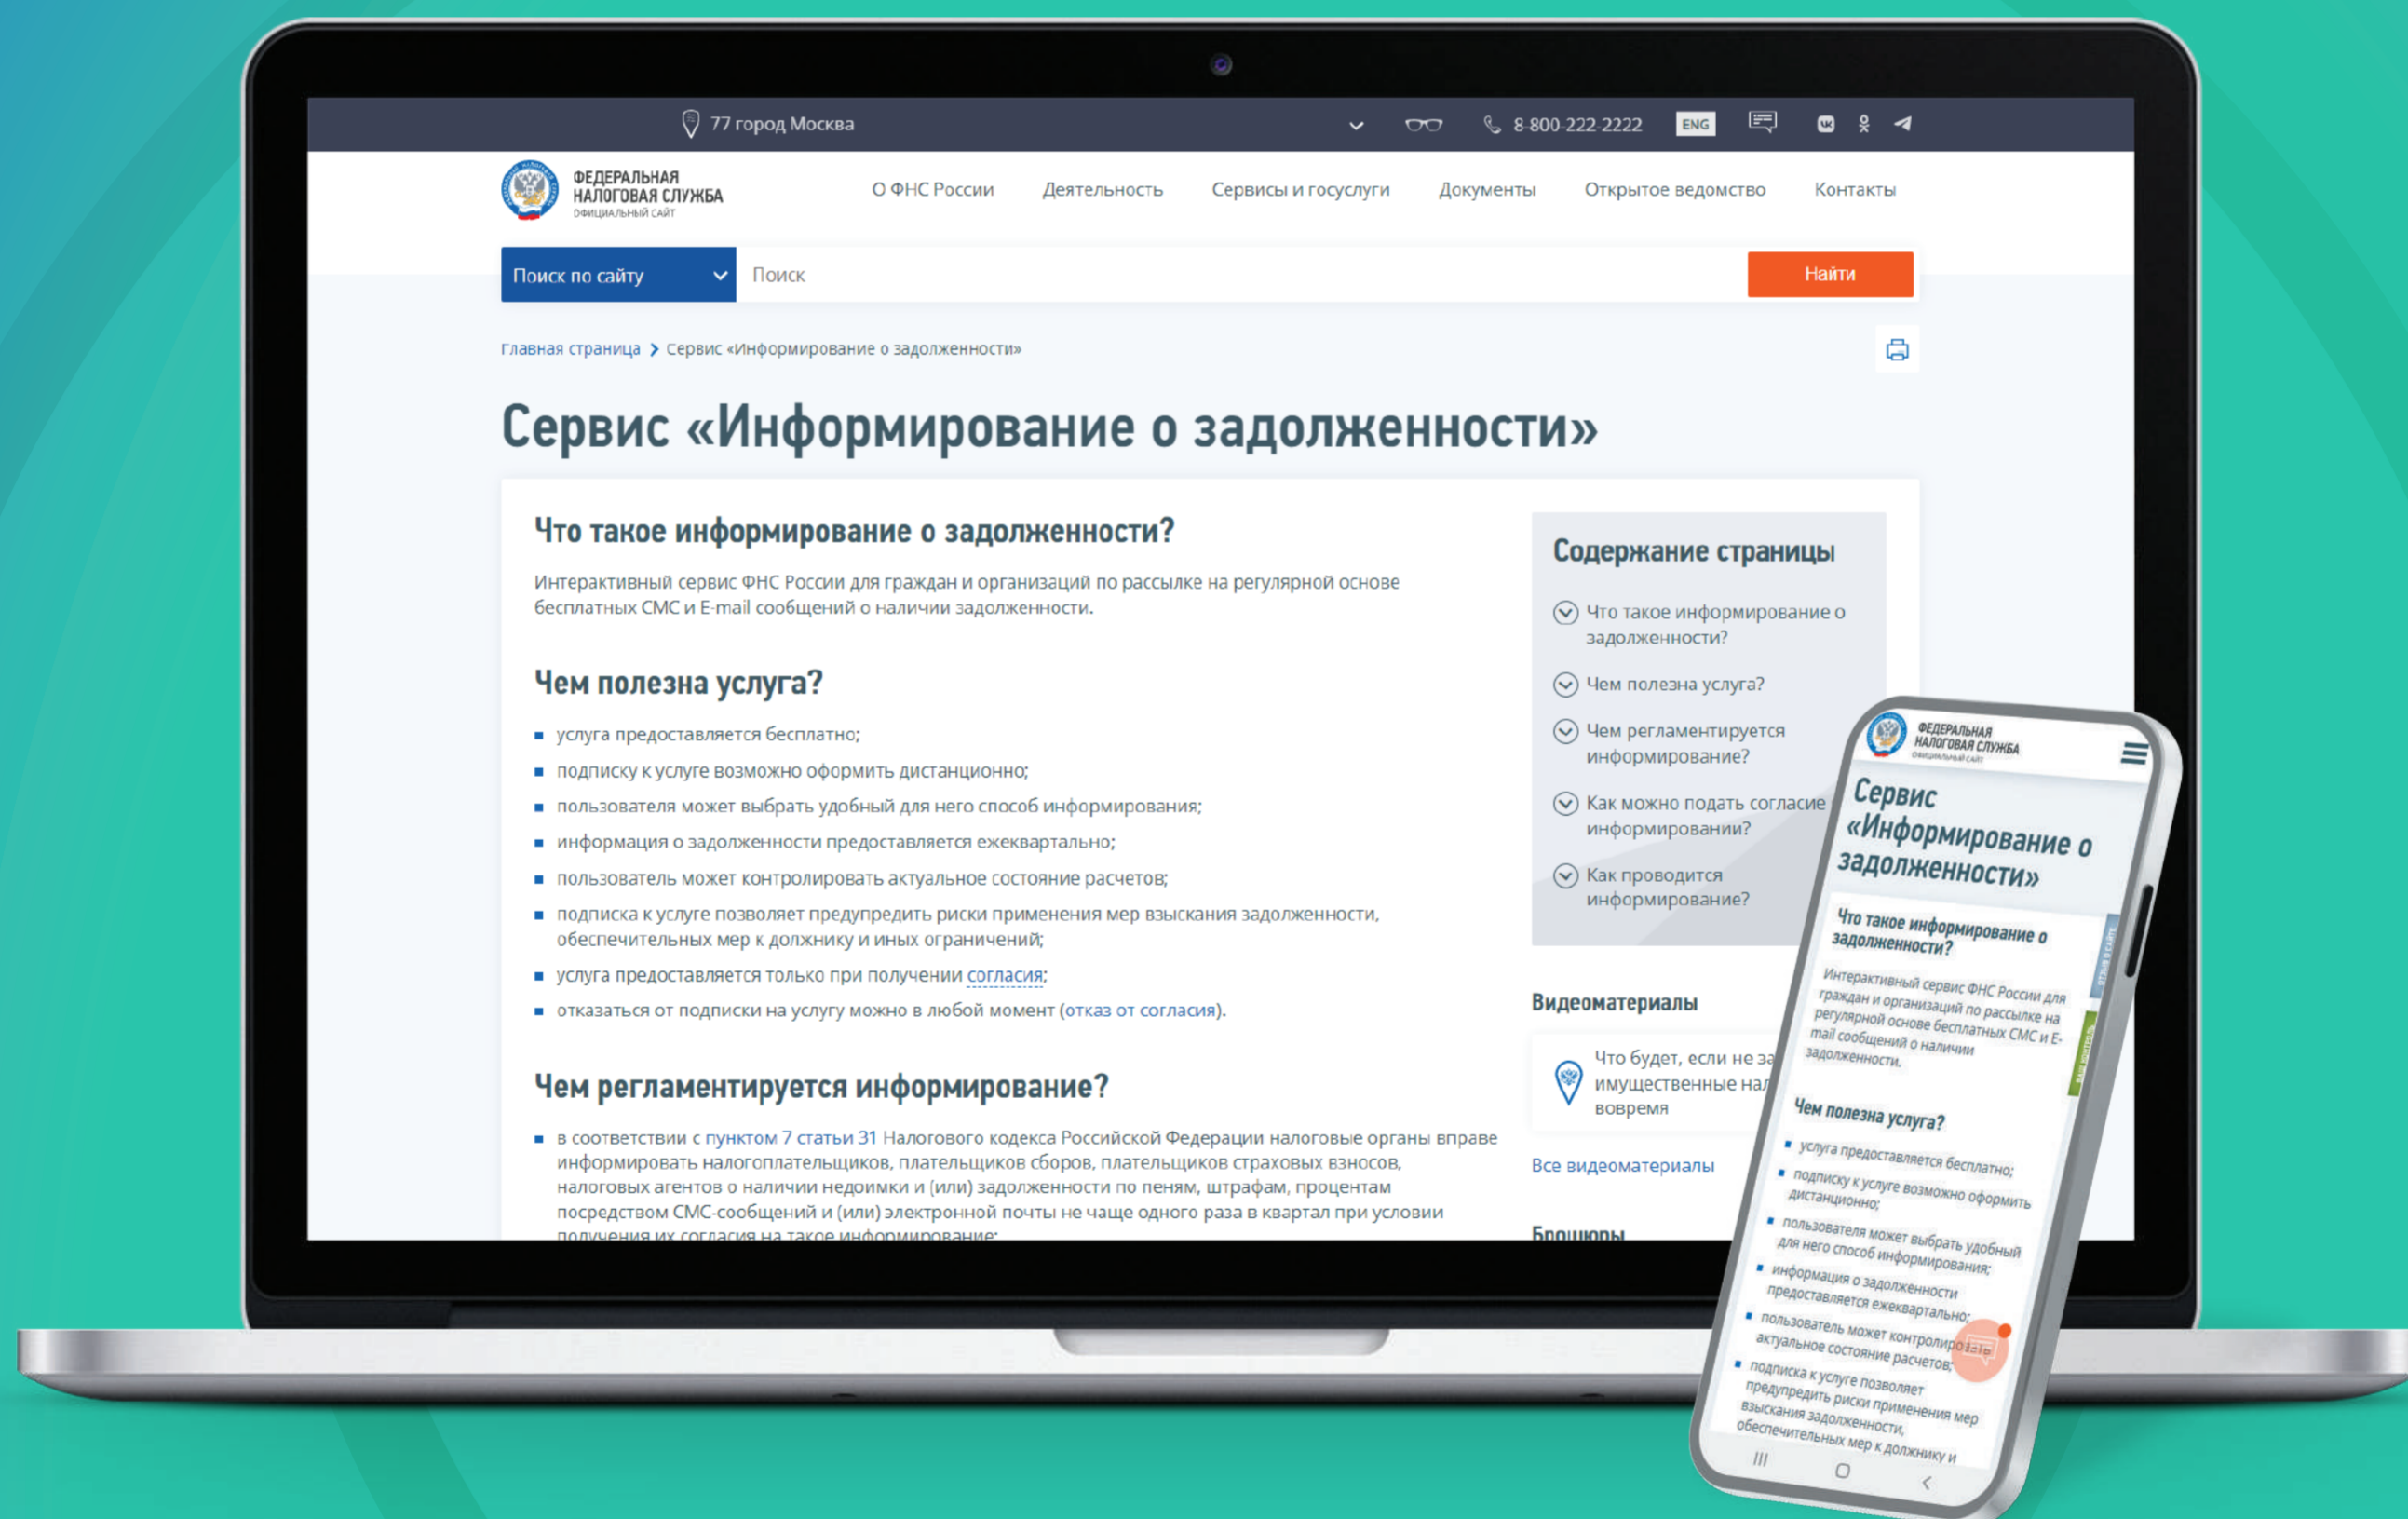 77 город Москва
8-800-222-2222
ENG
ФЕДЕРАЛЬНАЯ
НАЛОГОВАЯ СЛУЖБА
ОФИЦИАЛЬНЫЙ САЙТ
О ФНС России
Деятельность
Сервисы и госуслуги
Документы
Открытое ведомство
Контакты
Поиск по сайту
Поиск
Найти
Главная страница
Сервис «Информирование о задолженности»
Сервис «Информирование о задолженности»
Что такое информирование о задолженности?
Интерактивный сервис ФНС России для граждан и организаций по рассылке на регулярной основе
бесплатных СМС и E-mail сообщений о наличии задолженности.
Чем полезна услуга?
услуга предоставляется бесплатно;
подписку к услуге возможно оформить дистанционно;
пользователя может выбрать удобный для него способ информирования;
информация о задолженности предоставляется ежеквартально;
пользователь может контролировать актуальное состояние расчетов;
подписка к услуге позволяет предупредить риски применения мер взыскания задолженности,
обеспечительных мер к должнику и иных ограничений;
услуга предоставляется только при получении согласия;
отказаться от подписки на услугу можно в любой момент (отказ от согласия).
Чем регламентируется информирование?
в соответствии с пунктом 7 статьи 31 Налогового кодекса Российской Федерации налоговые органы вправе
информировать налогоплательщиков, плательщиков сборов, плательщиков страховых взносов,
налоговых агентов о наличии недоимки и (или) задолженности по пеням, штрафам, процентам
посредством СМС-сообщений и (или) электронной почты не чаще одного раза в квартал при условии
получения их согласия на такое информирование;
Содержание страницы
Что такое информирование о
задолженности?
Чем полезна услуга?
Чем регламентируется
информирование?
Как можно подать согласие
информировании?
Как проводится
информирование?
Видеоматериалы
Что будет, если не за
имущественные нал
вовремя
Все видеоматериалы
Брошюры
ФЕДЕРАЛЬНАЯ
НАЛОГОВАЯ СЛУЖБА
ОФИЦИАЛЬНЫЙ САЙТ
Сервис
«Информирование о
задолженности»
Что такое информирование о
задолженности?
Интерактивный сервис ФНС России для
граждан и организаций по рассылке на
регулярной основе бесплатных СМС и E-
mail сообщений о наличии
задолженности.
Чем полезна услуга?
услуга предоставляется бесплатно;
подписку к услуге возможно оформить
дистанционно;
пользователя может выбрать удобный
для него способ информирования;
информация о задолженности
предоставляется ежеквартально;
пользователь может контролировать
актуальное состояние расчетов;
подписка к услуге позволяет
предупредить риски применения мер
взыскания задолженности,
обеспечительных мер к должнику и